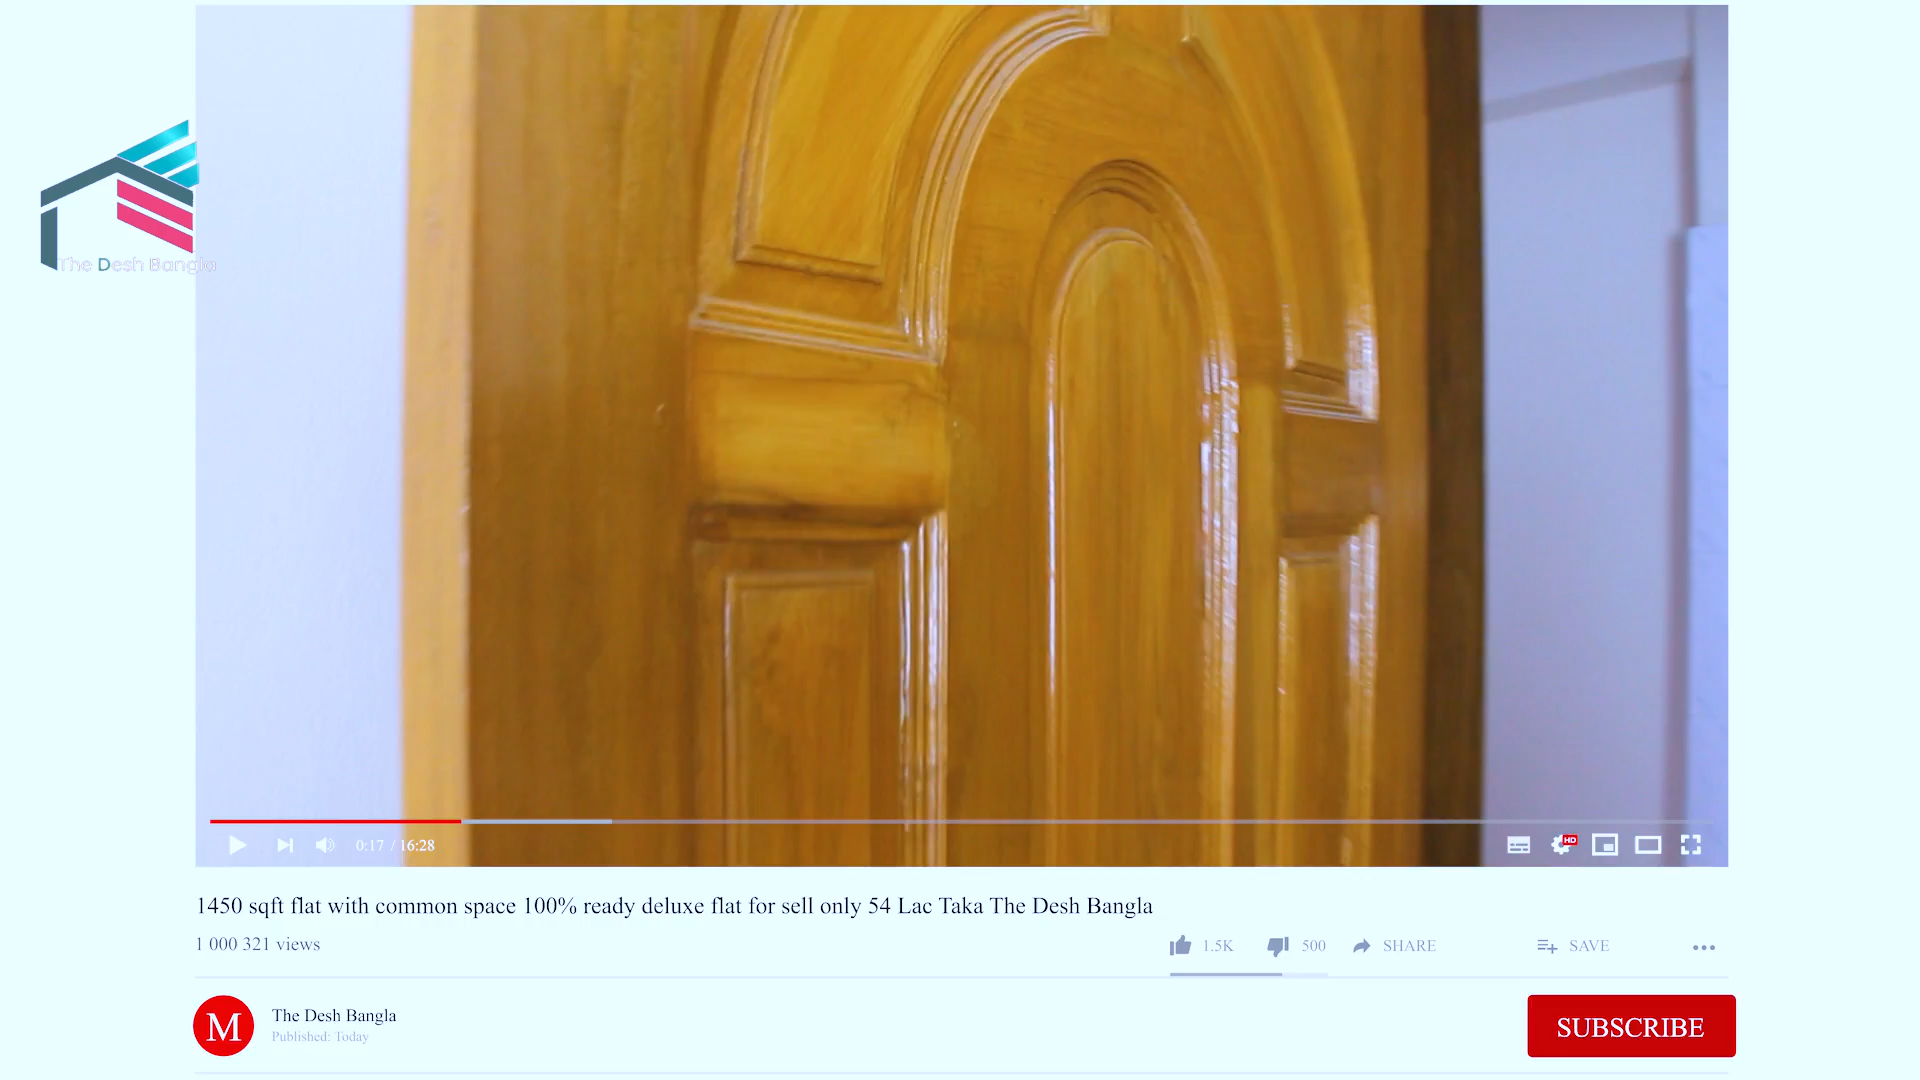 The Desh Bangla
HD
0:17 / 16:28
1450 sqft flat with common space 100% ready deluxe flat for sell only 54 Lac Taka The Desh Bangla
1 000 321 views
1.5K
500
SHARE
SAVE
M
The Desh Bangla
Published: Today
SUBSCRIBE